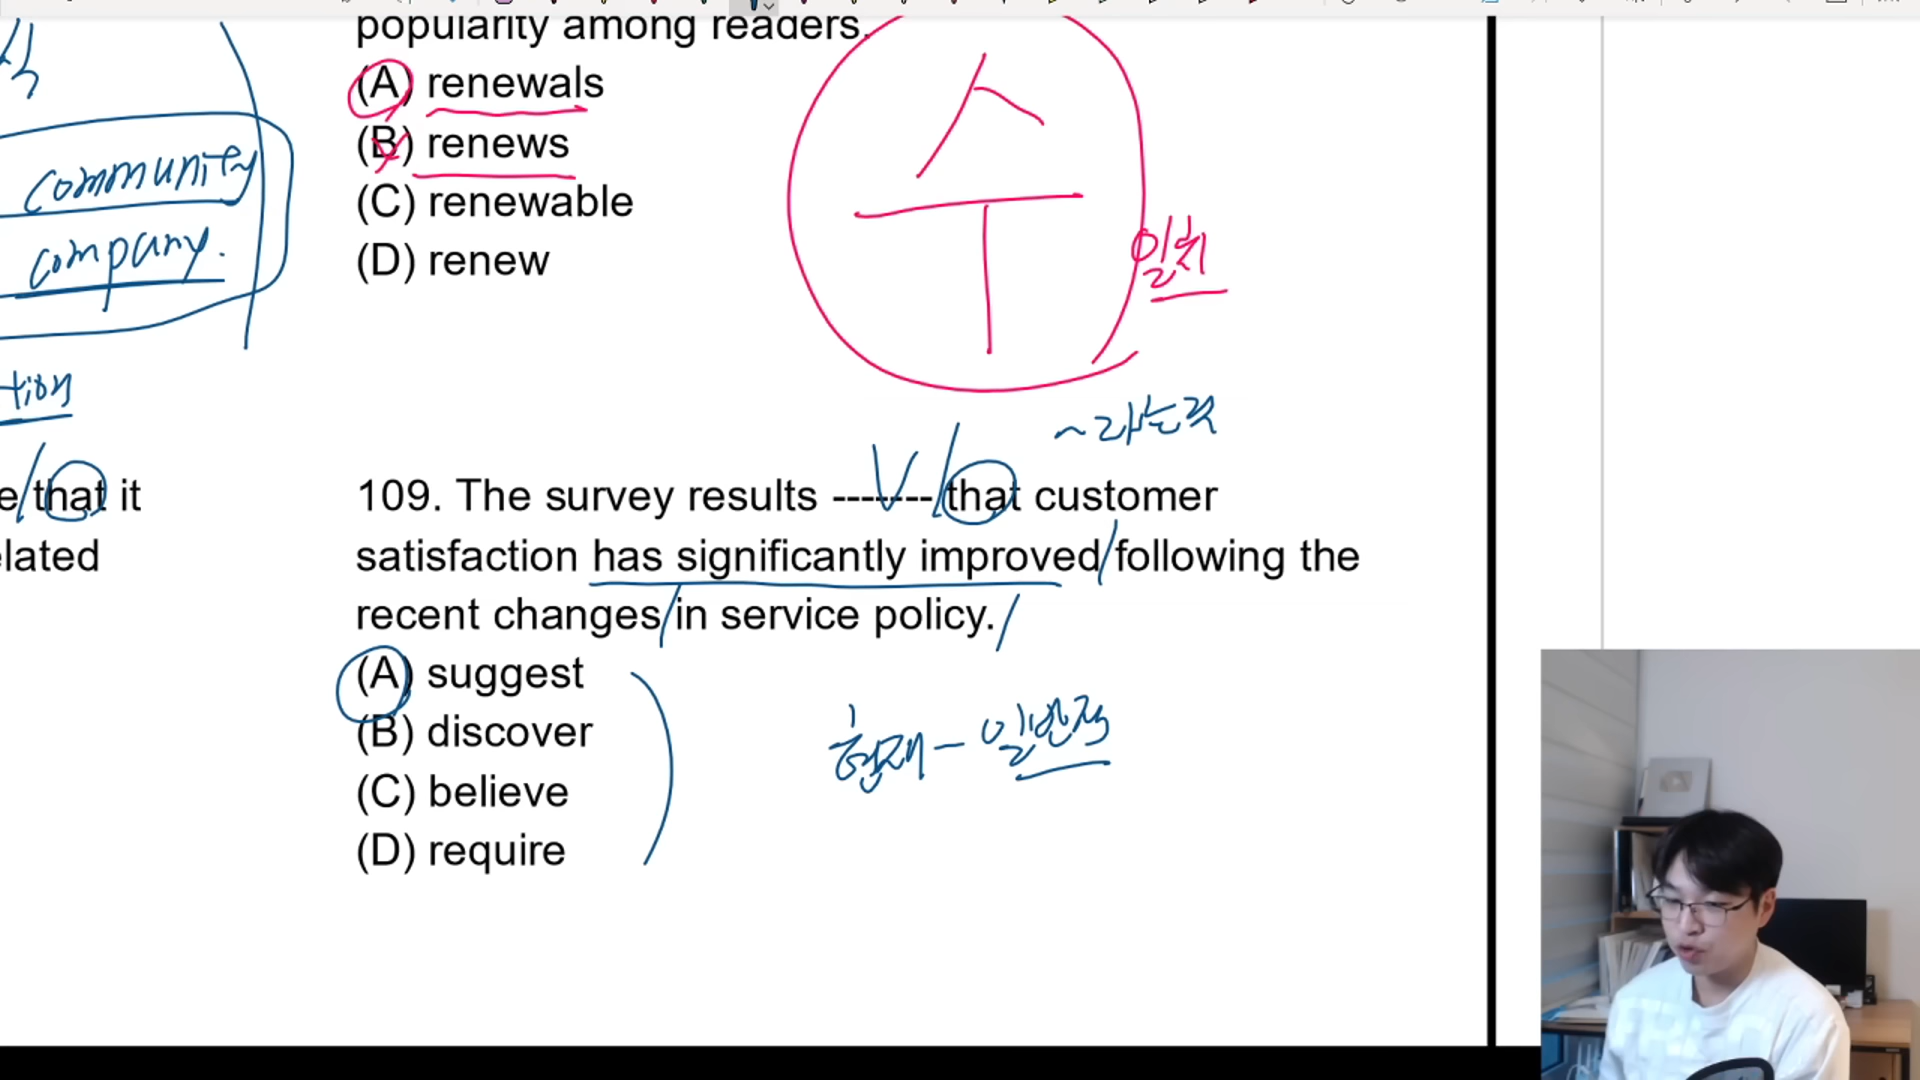 popularity among readers.
(A) renewals
(B) renews
(C) renewable
(D) renew
수
일치
community
company.
tion
e that it
elated
~라는것
V
109. The survey results ------- that customer
satisfaction has significantly improved following the
recent changes in service policy.
(A) suggest
(B) discover
(C) believe
(D) require
현재 - 일반적